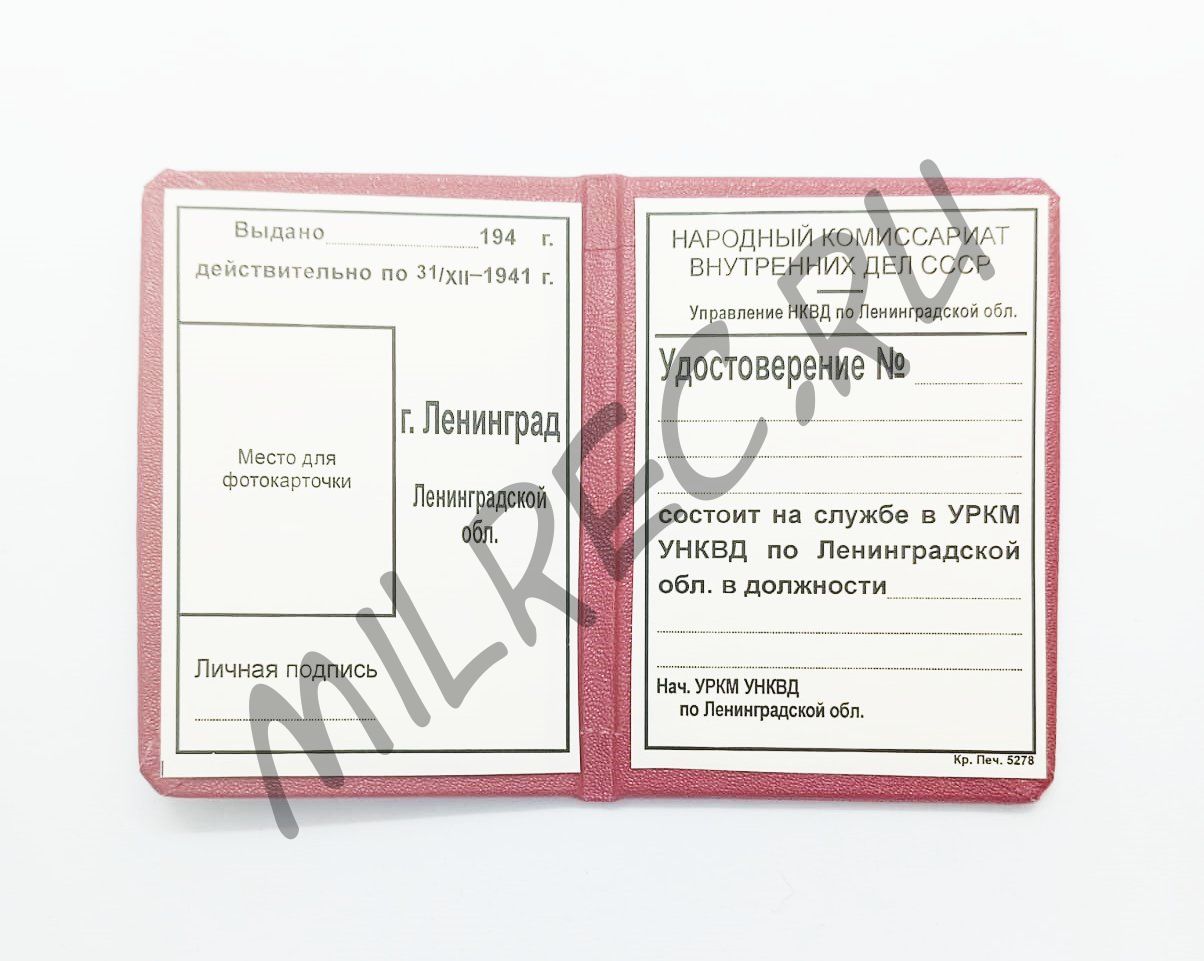 Выдано 194 г.
действительно по 31/XII–1941 г.
Место для
фотокарточки
г. Ленинград
Ленинградской
обл.
Личная подпись
НАРОДНЫЙ КОМИССАРИАТ
ВНУТРЕННИХ ДЕЛ СССР
Управление НКВД по Ленинградской обл.
Удостоверение №
состоит на службе в УРКМ
УНКВД по Ленинградской
обл. в должности
Нач. УРКМ УНКВД
по Ленинградской обл.
Кр. Печ. 5278
MILREC.RU